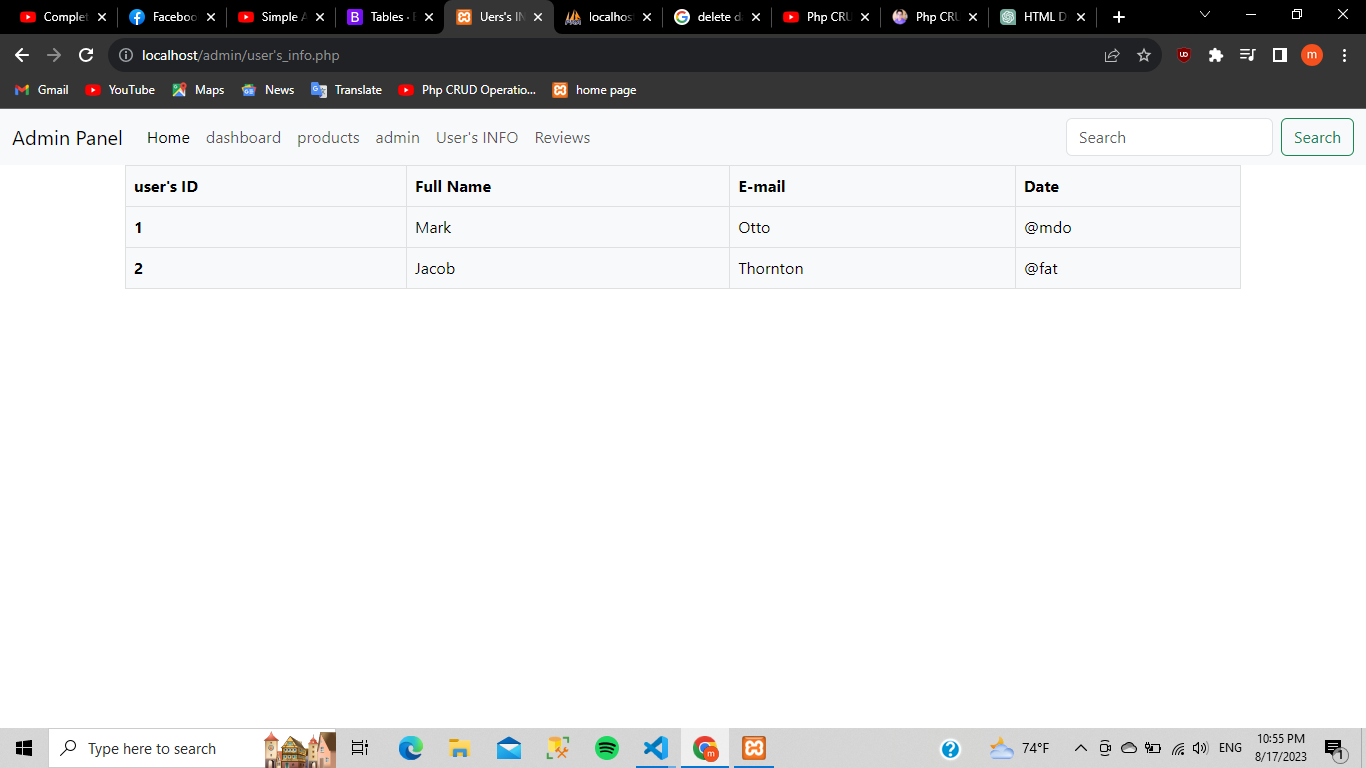 Complet Faceboo Simple A Tables · Uers's IN localhos delete d Php CRU Php CRU HTML D
localhost/admin/user's_info.php
Gmail YouTube Maps News Translate Php CRUD Operatio... home page
Admin Panel Home dashboard products admin User's INFO Reviews Search Search
user's ID Full Name E-mail Date
1 Mark Otto @mdo
2 Jacob Thornton @fat
Type here to search 74°F ENG 10:55 PM
8/17/2023